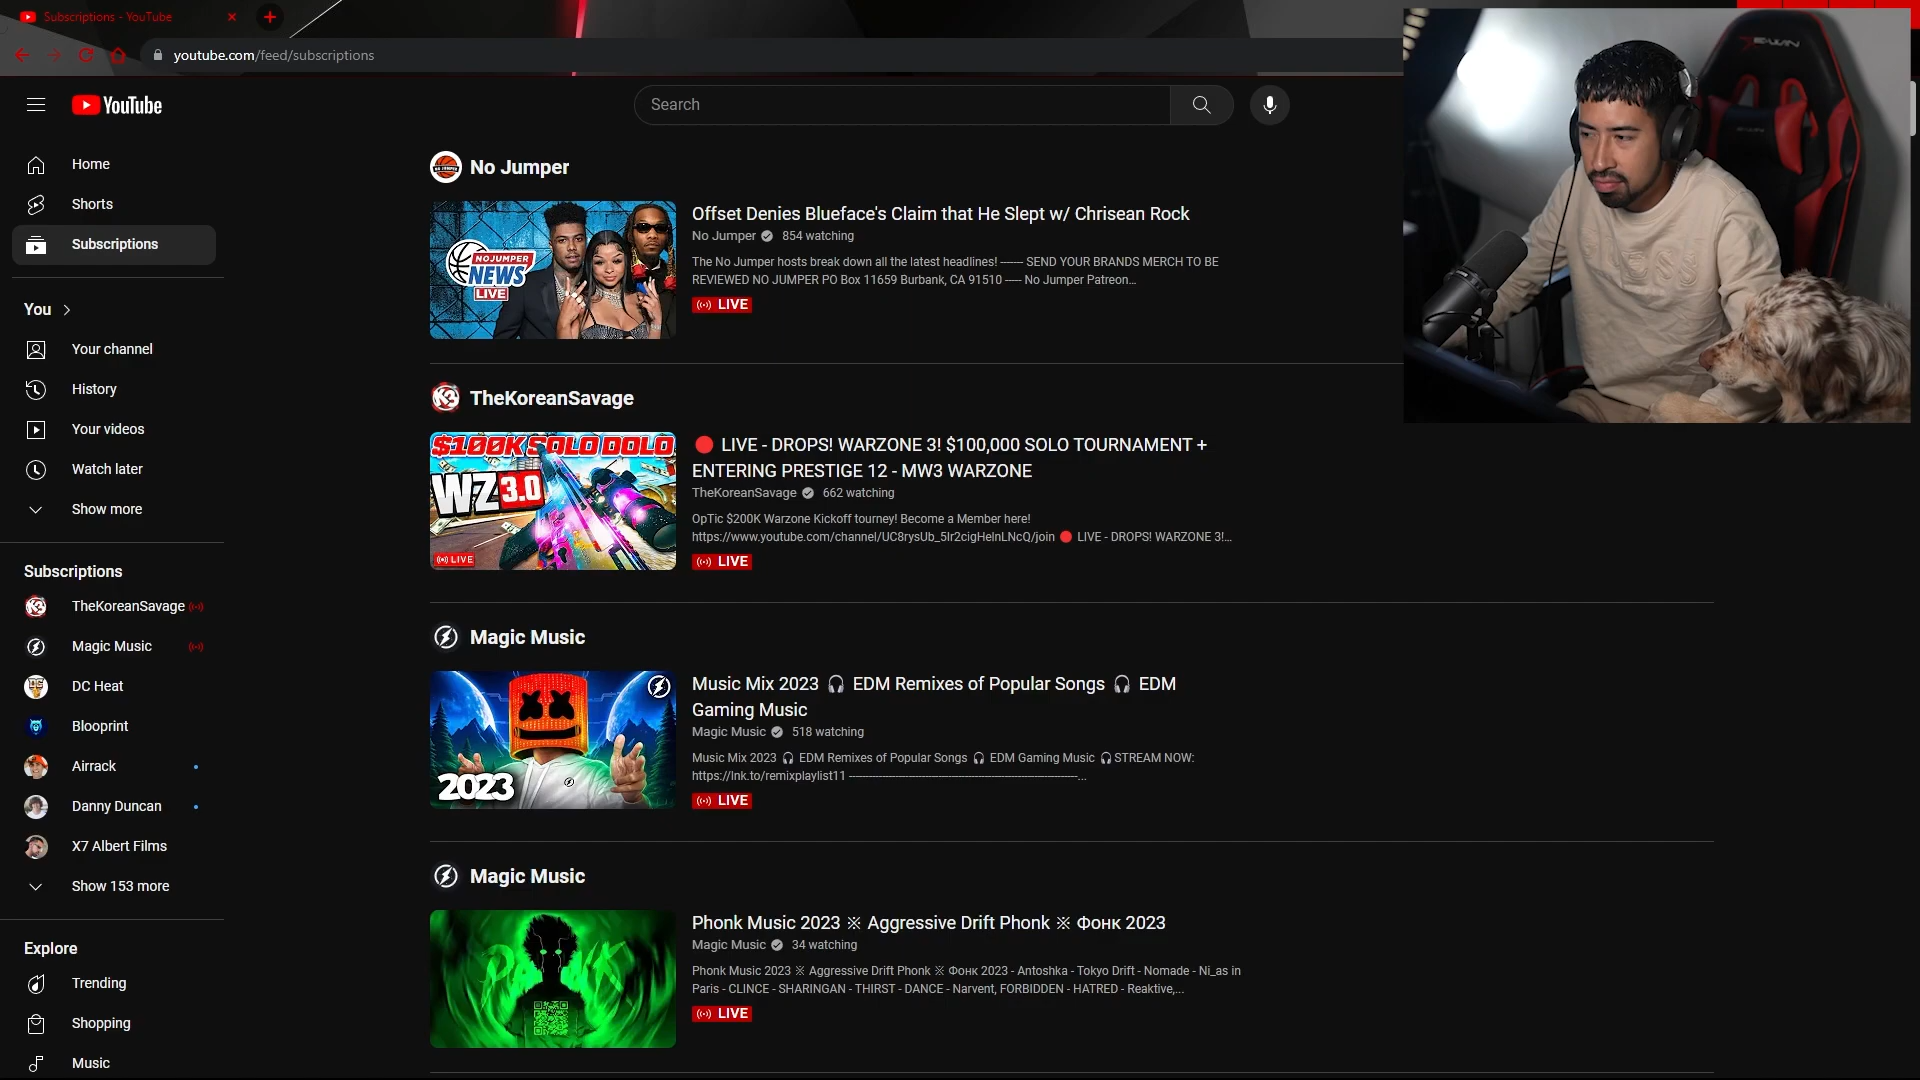 Subscriptions - YouTube
youtube.com/feed/subscriptions
YouTube
Search
Home
Shorts
Subscriptions
You
Your channel
History
Your videos
Watch later
Show more
Subscriptions
TheKoreanSavage
Magic Music
DC Heat
Blooprint
Airrack
Danny Duncan
X7 Albert Films
Show 153 more
Explore
Trending
Shopping
Music
No Jumper
NOJUMPER
NEWS
LIVE
Offset Denies Blueface's Claim that He Slept w/ Chrisean Rock
No Jumper 854 watching
The No Jumper hosts break down all the latest headlines! ------- SEND YOUR BRANDS MERCH TO BE
REVIEWED NO JUMPER PO Box 11659 Burbank, CA 91510 ----- No Jumper Patreon...
LIVE
TheKoreanSavage
$100K SOLO DOLO
WZ 3.0
LIVE
🔴 LIVE - DROPS! WARZONE 3! $100,000 SOLO TOURNAMENT +
ENTERING PRESTIGE 12 - MW3 WARZONE
TheKoreanSavage 662 watching
OpTic $200K Warzone Kickoff tourney! Become a Member here!
https://www.youtube.com/channel/UC8rysUb_5Ir2cigHeInLNcQ/join 🔴 LIVE - DROPS! WARZONE 3!...
LIVE
Magic Music
2023
Music Mix 2023 🎧 EDM Remixes of Popular Songs 🎧 EDM
Gaming Music
Magic Music 518 watching
Music Mix 2023 🎧 EDM Remixes of Popular Songs 🎧 EDM Gaming Music 🎧STREAM NOW:
https://lnk.to/remixplaylist11 ---------------------------------------------------------...
LIVE
Magic Music
Phonk Music 2023 ※ Aggressive Drift Phonk ※ Фонк 2023
Magic Music 34 watching
Phonk Music 2023 ※ Aggressive Drift Phonk ※ Фонк 2023 - Antoshka - Tokyo Drift - Nomade - Ni_as in
Paris - CLINCE - SHARINGAN - THIRST - DANCE - Narvent, FORBIDDEN - HATRED - Reaktive,...
LIVE